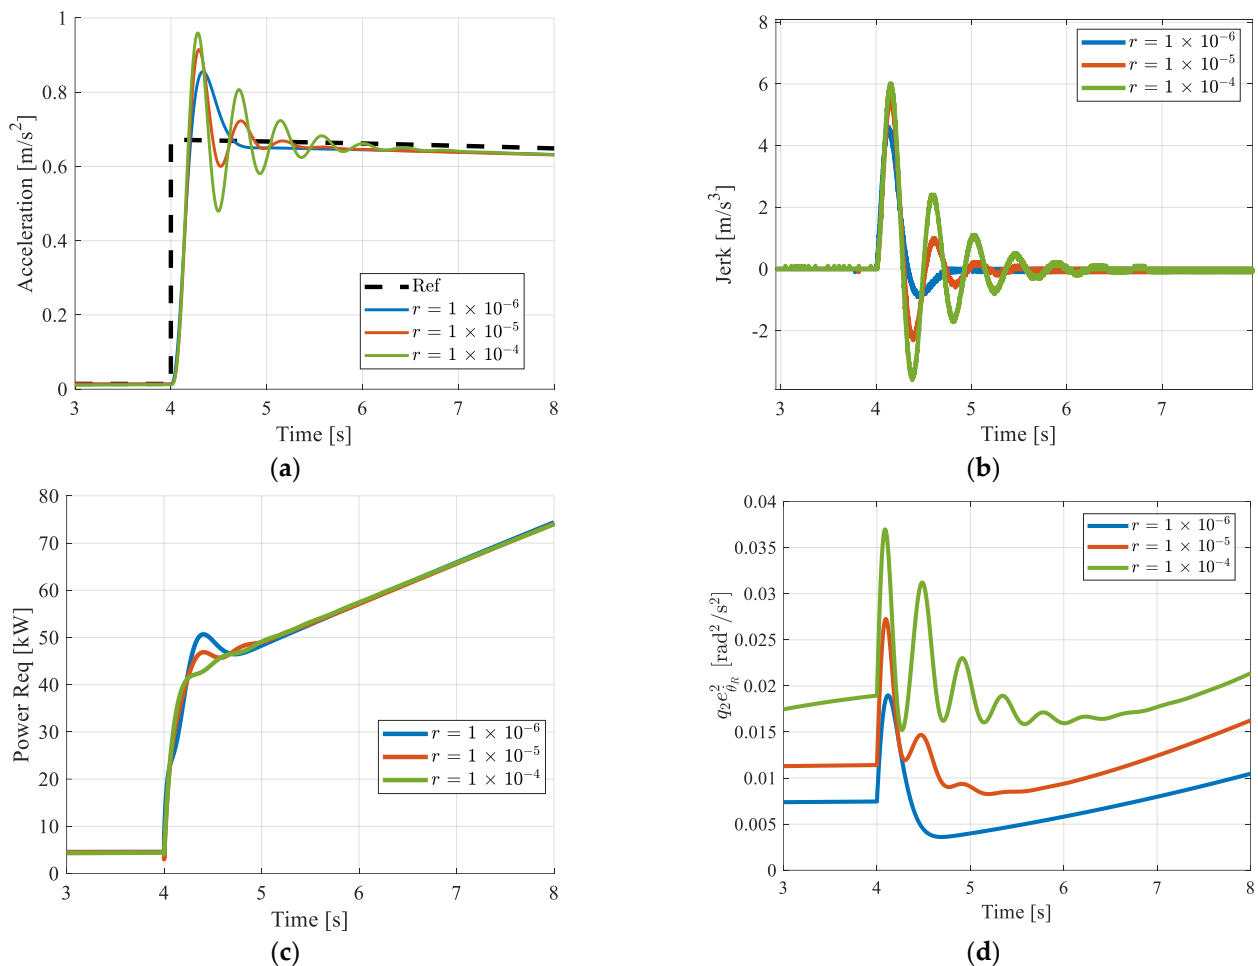 1
0.8
0.6
0.4
0.2
0
Acceleration [m/s²]
Ref
r = 1 × 10⁻⁶
r = 1 × 10⁻⁵
r = 1 × 10⁻⁴
3 4 5 6 7 8
Time [s]
(a)
8
6
4
2
0
-2
Jerk [m/s³]
r = 1 × 10⁻⁶
r = 1 × 10⁻⁵
r = 1 × 10⁻⁴
3 4 5 6 7
Time [s]
(b)
80
70
60
50
40
30
20
10
0
Power Req [kW]
r = 1 × 10⁻⁶
r = 1 × 10⁻⁵
r = 1 × 10⁻⁴
3 4 5 6 7 8
Time [s]
(c)
0.04
0.035
0.03
0.025
0.02
0.015
0.01
0.005
0
q₂e²_θ̇_R [rad²/s²]
r = 1 × 10⁻⁶
r = 1 × 10⁻⁵
r = 1 × 10⁻⁴
3 4 5 6 7 8
Time [s]
(d)